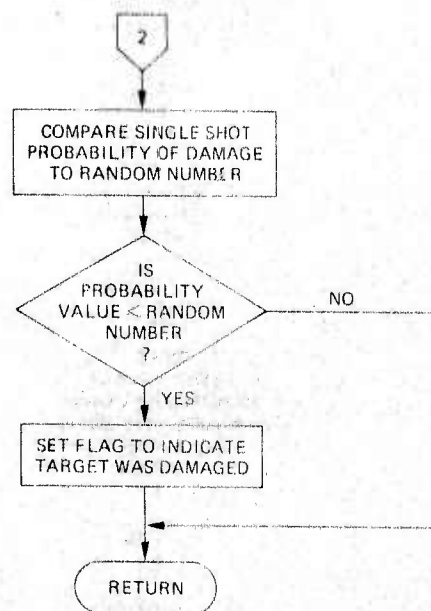 2
COMPARE SINGLE SHOT
PROBABILITY OF DAMAGE
TO RANDOM NUMBER
IS
PROBABILITY
VALUE < RANDOM
NUMBER
?
NO
YES
SET FLAG TO INDICATE
TARGET WAS DAMAGED
RETURN